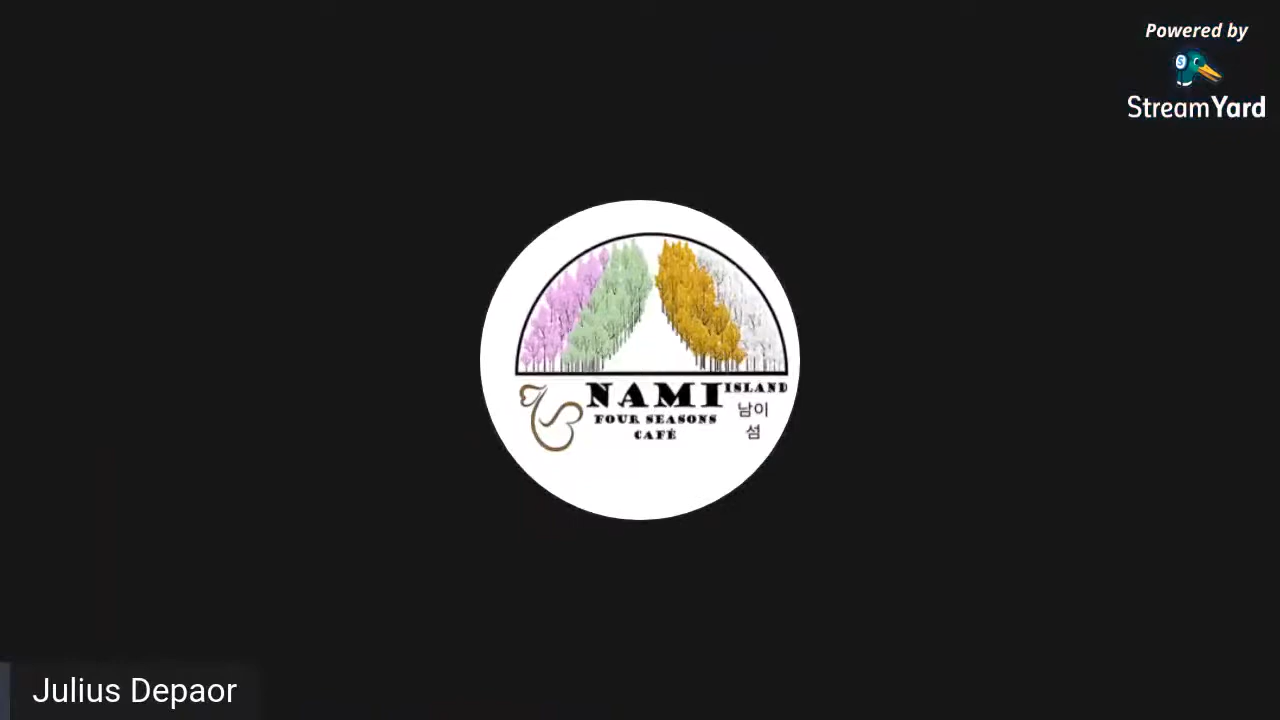 Powered by
StreamYard
NAMI ISLAND
FOUR SEASONS
CAFÉ
남이
섬
Julius Depaor